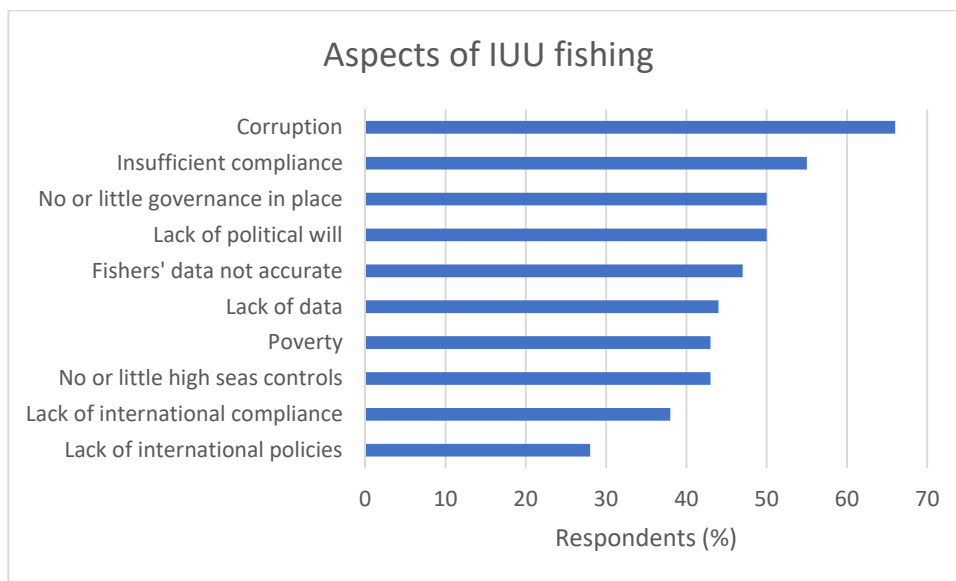 Aspects of IUU fishing
Corruption
Insufficient compliance
No or little governance in place
Lack of political will
Fishers' data not accurate
Lack of data
Poverty
No or little high seas controls
Lack of international compliance
Lack of international policies
0 10 20 30 40 50 60 70
Respondents (%)